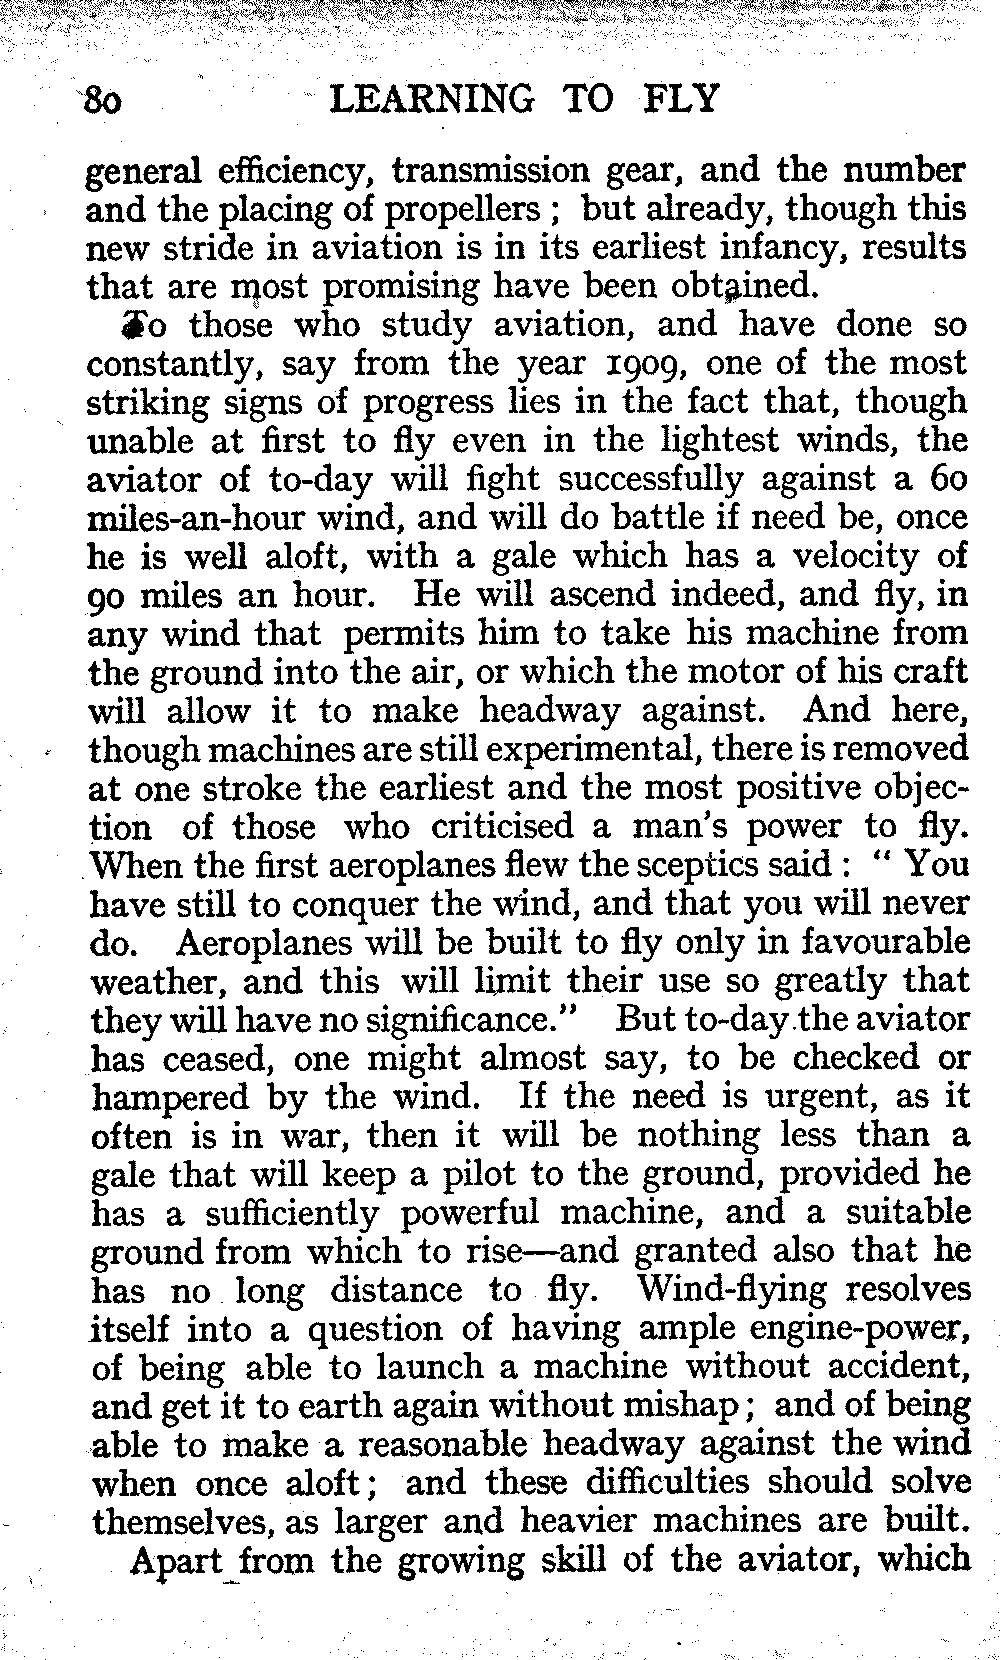 80 LEARNING TO FLY
general efficiency, transmission gear, and the number
and the placing of propellers ; but already, though this
new stride in aviation is in its earliest infancy, results
that are most promising have been obtained.
To those who study aviation, and have done so
constantly, say from the year 1909, one of the most
striking signs of progress lies in the fact that, though
unable at first to fly even in the lightest winds, the
aviator of to-day will fight successfully against a 60
miles-an-hour wind, and will do battle if need be, once
he is well aloft, with a gale which has a velocity of
90 miles an hour. He will ascend indeed, and fly, in
any wind that permits him to take his machine from
the ground into the air, or which the motor of his craft
will allow it to make headway against. And here,
though machines are still experimental, there is removed
at one stroke the earliest and the most positive objec-
tion of those who criticised a man's power to fly.
When the first aeroplanes flew the sceptics said : “ You
have still to conquer the wind, and that you will never
do. Aeroplanes will be built to fly only in favourable
weather, and this will limit their use so greatly that
they will have no significance.” But to-day the aviator
has ceased, one might almost say, to be checked or
hampered by the wind. If the need is urgent, as it
often is in war, then it will be nothing less than a
gale that will keep a pilot to the ground, provided he
has a sufficiently powerful machine, and a suitable
ground from which to rise—and granted also that he
has no long distance to fly. Wind-flying resolves
itself into a question of having ample engine-power,
of being able to launch a machine without accident,
and get it to earth again without mishap ; and of being
able to make a reasonable headway against the wind
when once aloft ; and these difficulties should solve
themselves, as larger and heavier machines are built.
Apart from the growing skill of the aviator, which